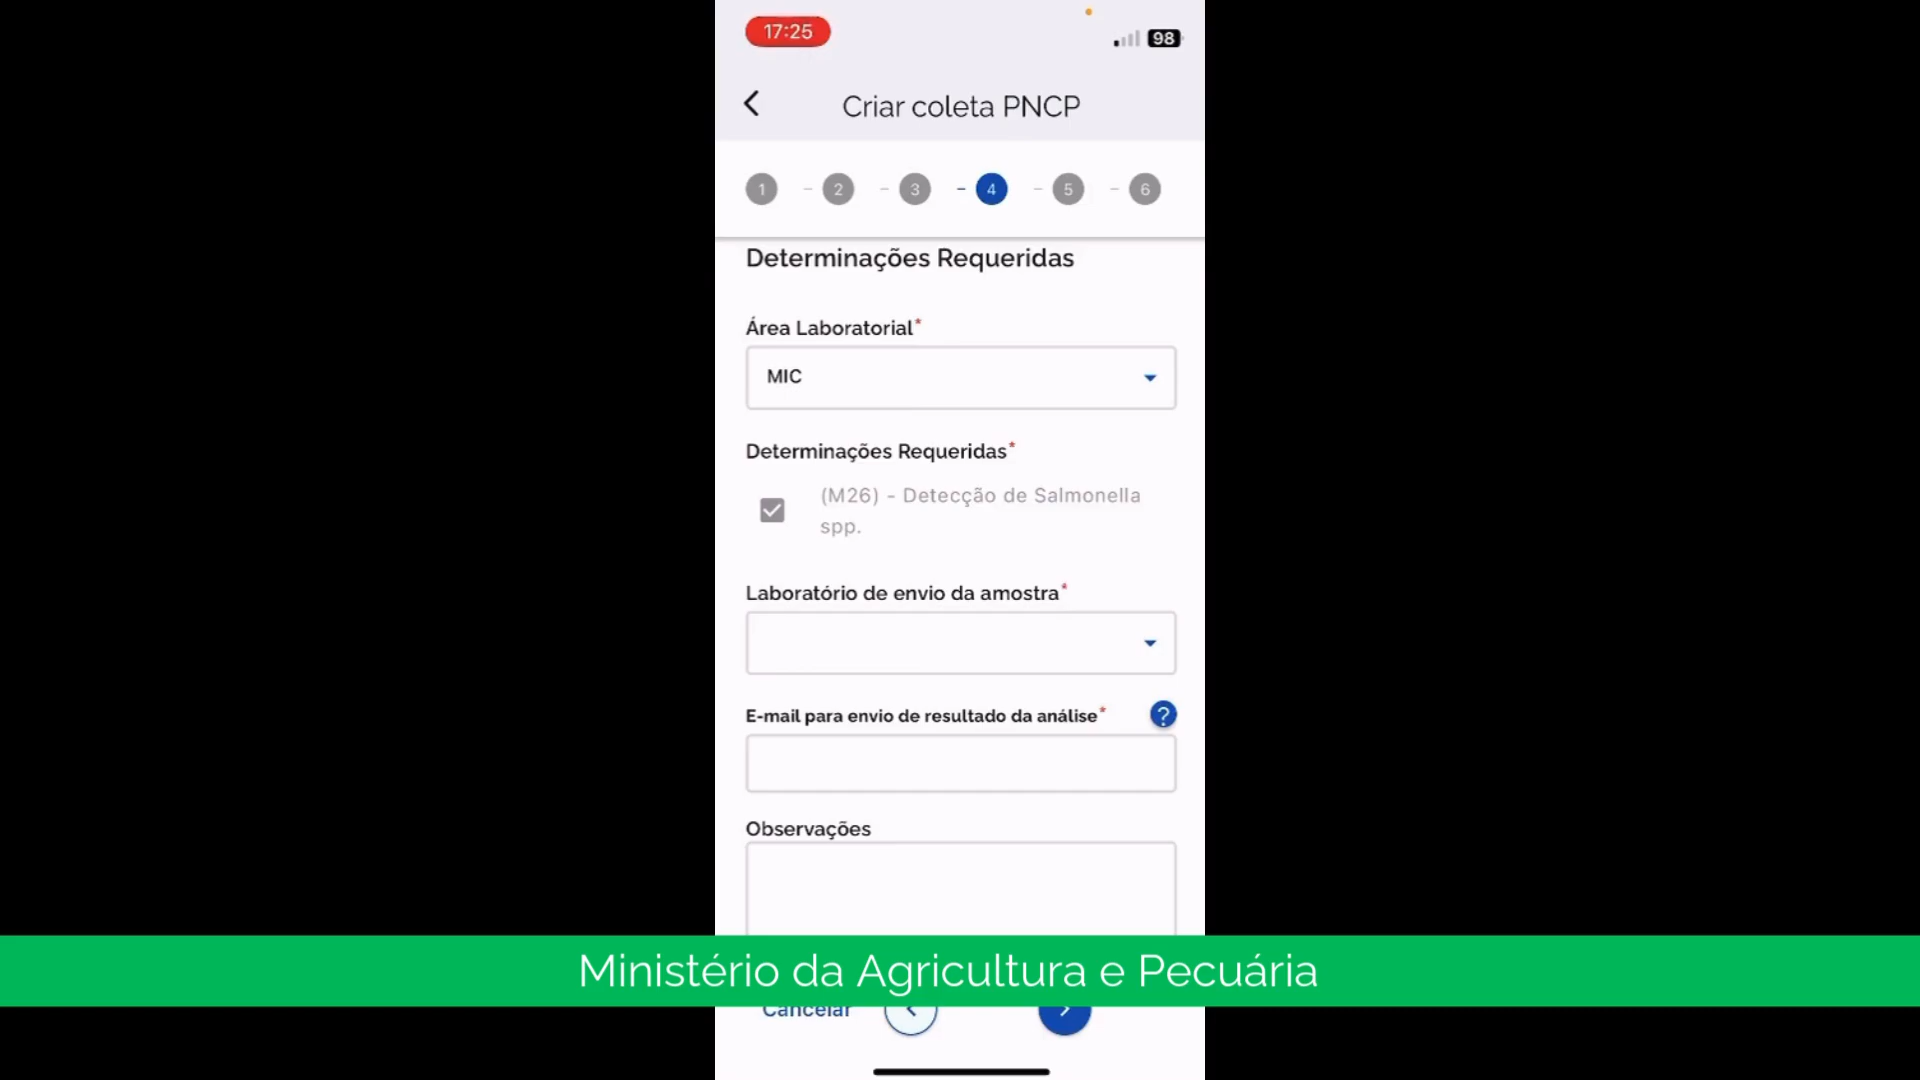 17:25
98
Criar coleta PNCP
1 - 2 - 3 - 4 - 5 - 6
Determinações Requeridas
Área Laboratorial*
MIC
Determinações Requeridas*
(M26) - Detecção de Salmonella
spp.
Laboratório de envio da amostra*
E-mail para envio de resultado da análise*
?
Observações
Ministério da Agricultura e Pecuária
Cancelar